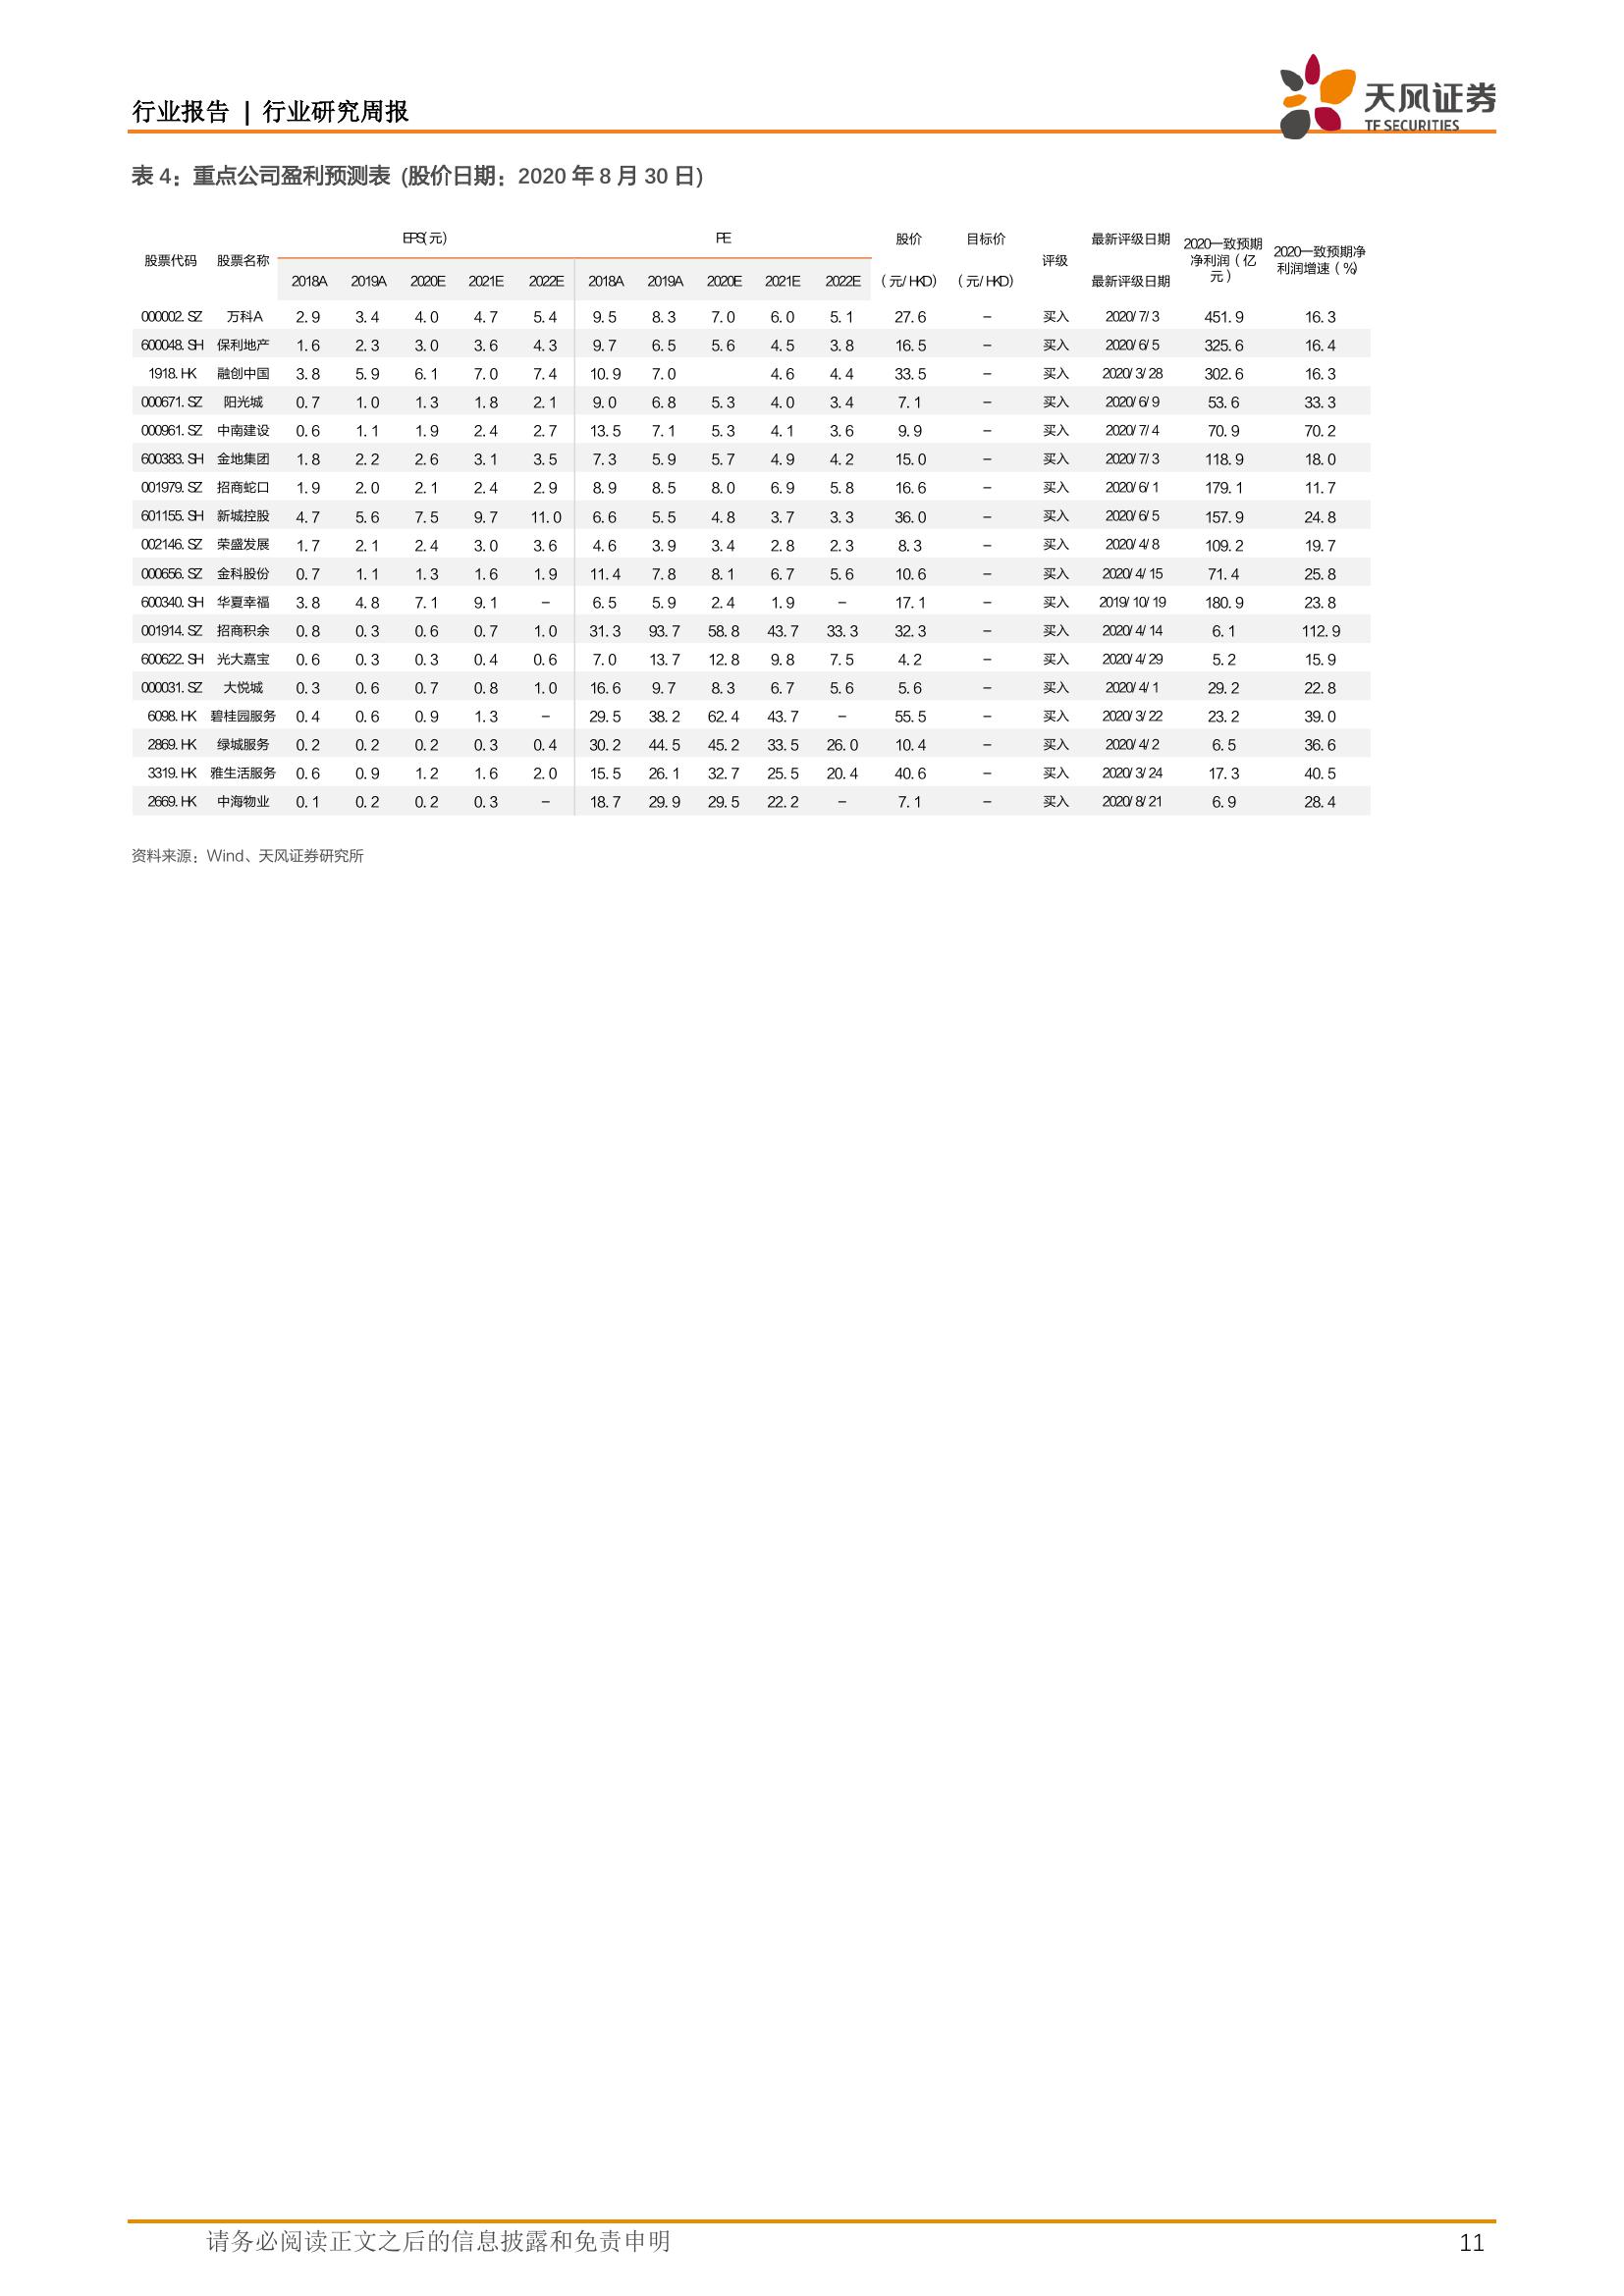 行业报告 | 行业研究周报
天风证券
TF SECURITIES
表 4：重点公司盈利预测表 (股价日期：2020 年 8 月 30 日)
股票代码 股票名称 EPS(元) PE 股价 目标价 评级 最新评级日期 2020一致预期净利润（亿元） 2020一致预期净利润增速（%）
2018A 2019A 2020E 2021E 2022E 2018A 2019A 2020E 2021E 2022E （元/HKD） （元/HKD） 最新评级日期
000002.SZ 万科A 2.9 3.4 4.0 4.7 5.4 9.5 8.3 7.0 6.0 5.1 27.6 – 买入 2020/7/3 451.9 16.3
600048.SH 保利地产 1.6 2.3 3.0 3.6 4.3 9.7 6.5 5.6 4.5 3.8 16.5 – 买入 2020/6/5 325.6 16.4
1918.HK 融创中国 3.8 5.9 6.1 7.0 7.4 10.9 7.0 4.6 4.4 33.5 – 买入 2020/3/28 302.6 16.3
000671.SZ 阳光城 0.7 1.0 1.3 1.8 2.1 9.0 6.8 5.3 4.0 3.4 7.1 – 买入 2020/6/9 53.6 33.3
000961.SZ 中南建设 0.6 1.1 1.9 2.4 2.7 13.5 7.1 5.3 4.1 3.6 9.9 – 买入 2020/7/4 70.9 70.2
600383.SH 金地集团 1.8 2.2 2.6 3.1 3.5 7.3 5.9 5.7 4.9 4.2 15.0 – 买入 2020/7/3 118.9 18.0
001979.SZ 招商蛇口 1.9 2.0 2.1 2.4 2.9 8.9 8.5 8.0 6.9 5.8 16.6 – 买入 2020/6/1 179.1 11.7
601155.SH 新城控股 4.7 5.6 7.5 9.7 11.0 6.6 5.5 4.8 3.7 3.3 36.0 – 买入 2020/6/5 157.9 24.8
002146.SZ 荣盛发展 1.7 2.1 2.4 3.0 3.6 4.6 3.9 3.4 2.8 2.3 8.3 – 买入 2020/4/8 109.2 19.7
000656.SZ 金科股份 0.7 1.1 1.3 1.6 1.9 11.4 7.8 8.1 6.7 5.6 10.6 – 买入 2020/4/15 71.4 25.8
600340.SH 华夏幸福 3.8 4.8 7.1 9.1 – 6.5 5.9 2.4 1.9 – 17.1 – 买入 2019/10/19 180.9 23.8
001914.SZ 招商积余 0.8 0.3 0.6 0.7 1.0 31.3 93.7 58.8 43.7 33.3 32.3 – 买入 2020/4/14 6.1 112.9
600622.SH 光大嘉宝 0.6 0.3 0.3 0.4 0.6 7.0 13.7 12.8 9.8 7.5 4.2 – 买入 2020/4/29 5.2 15.9
000031.SZ 大悦城 0.3 0.6 0.7 0.8 1.0 16.6 9.7 8.3 6.7 5.6 5.6 – 买入 2020/4/1 29.2 22.8
6098.HK 碧桂园服务 0.4 0.6 0.9 1.3 – 29.5 38.2 62.4 43.7 – 55.5 – 买入 2020/3/22 23.2 39.0
2869.HK 绿城服务 0.2 0.2 0.2 0.3 0.4 30.2 44.5 45.2 33.5 26.0 10.4 – 买入 2020/4/2 6.5 36.6
3319.HK 雅生活服务 0.6 0.9 1.2 1.6 2.0 15.5 26.1 32.7 25.5 20.4 40.6 – 买入 2020/3/24 17.3 40.5
2669.HK 中海物业 0.1 0.2 0.2 0.3 – 18.7 29.9 29.5 22.2 – 7.1 – 买入 2020/8/21 6.9 28.4
资料来源：Wind、天风证券研究所
请务必阅读正文之后的信息披露和免责申明 11